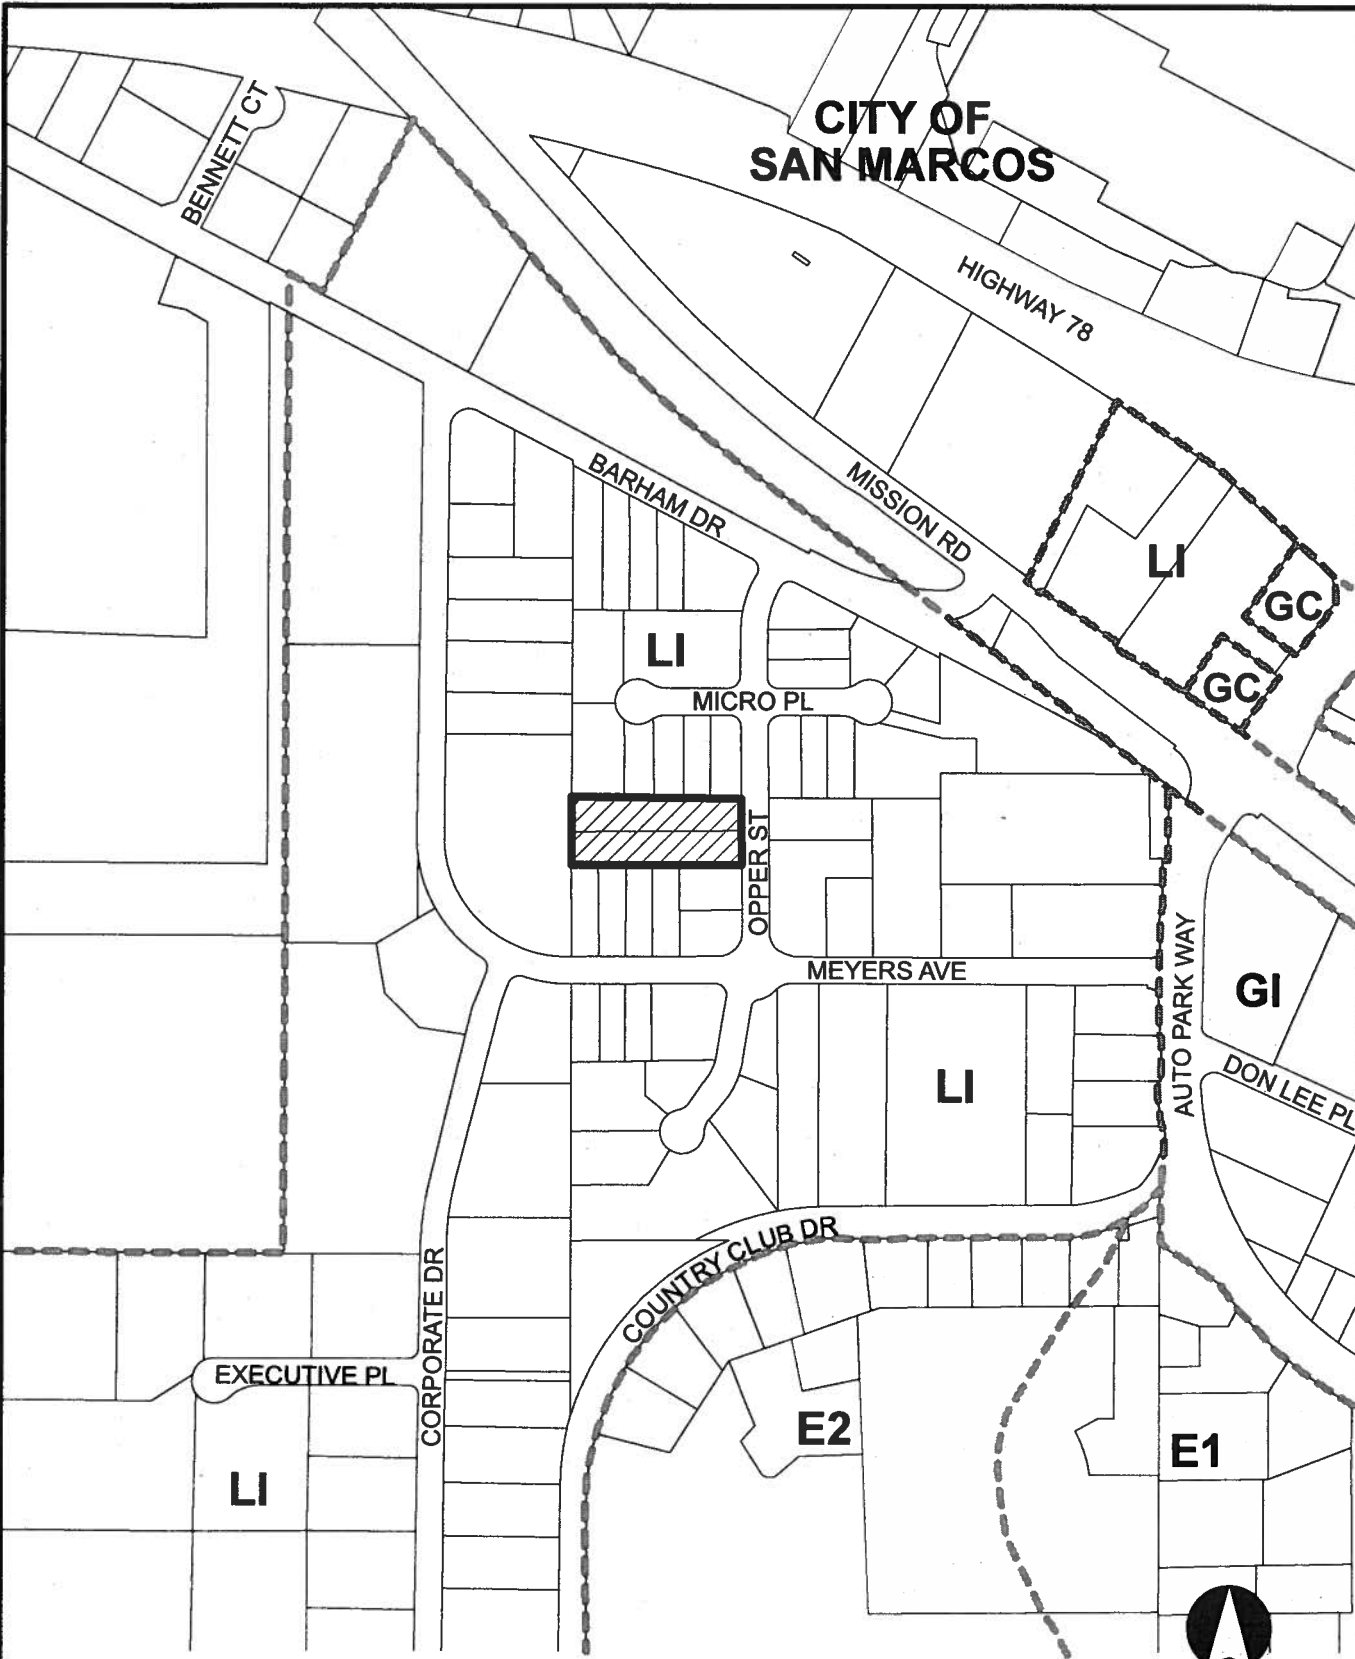 BENNETT CT
CITY OF
SAN MARCOS
HIGHWAY 78
BARHAM DR
MISSION RD
LI
GC
GC
LI
MICRO PL
OPPER ST
MEYERS AVE
AUTO PARK WAY
GI
DON LEE PL
LI
COUNTRY CLUB DR
CORPORATE DR
EXECUTIVE PL
E2
E1
LI